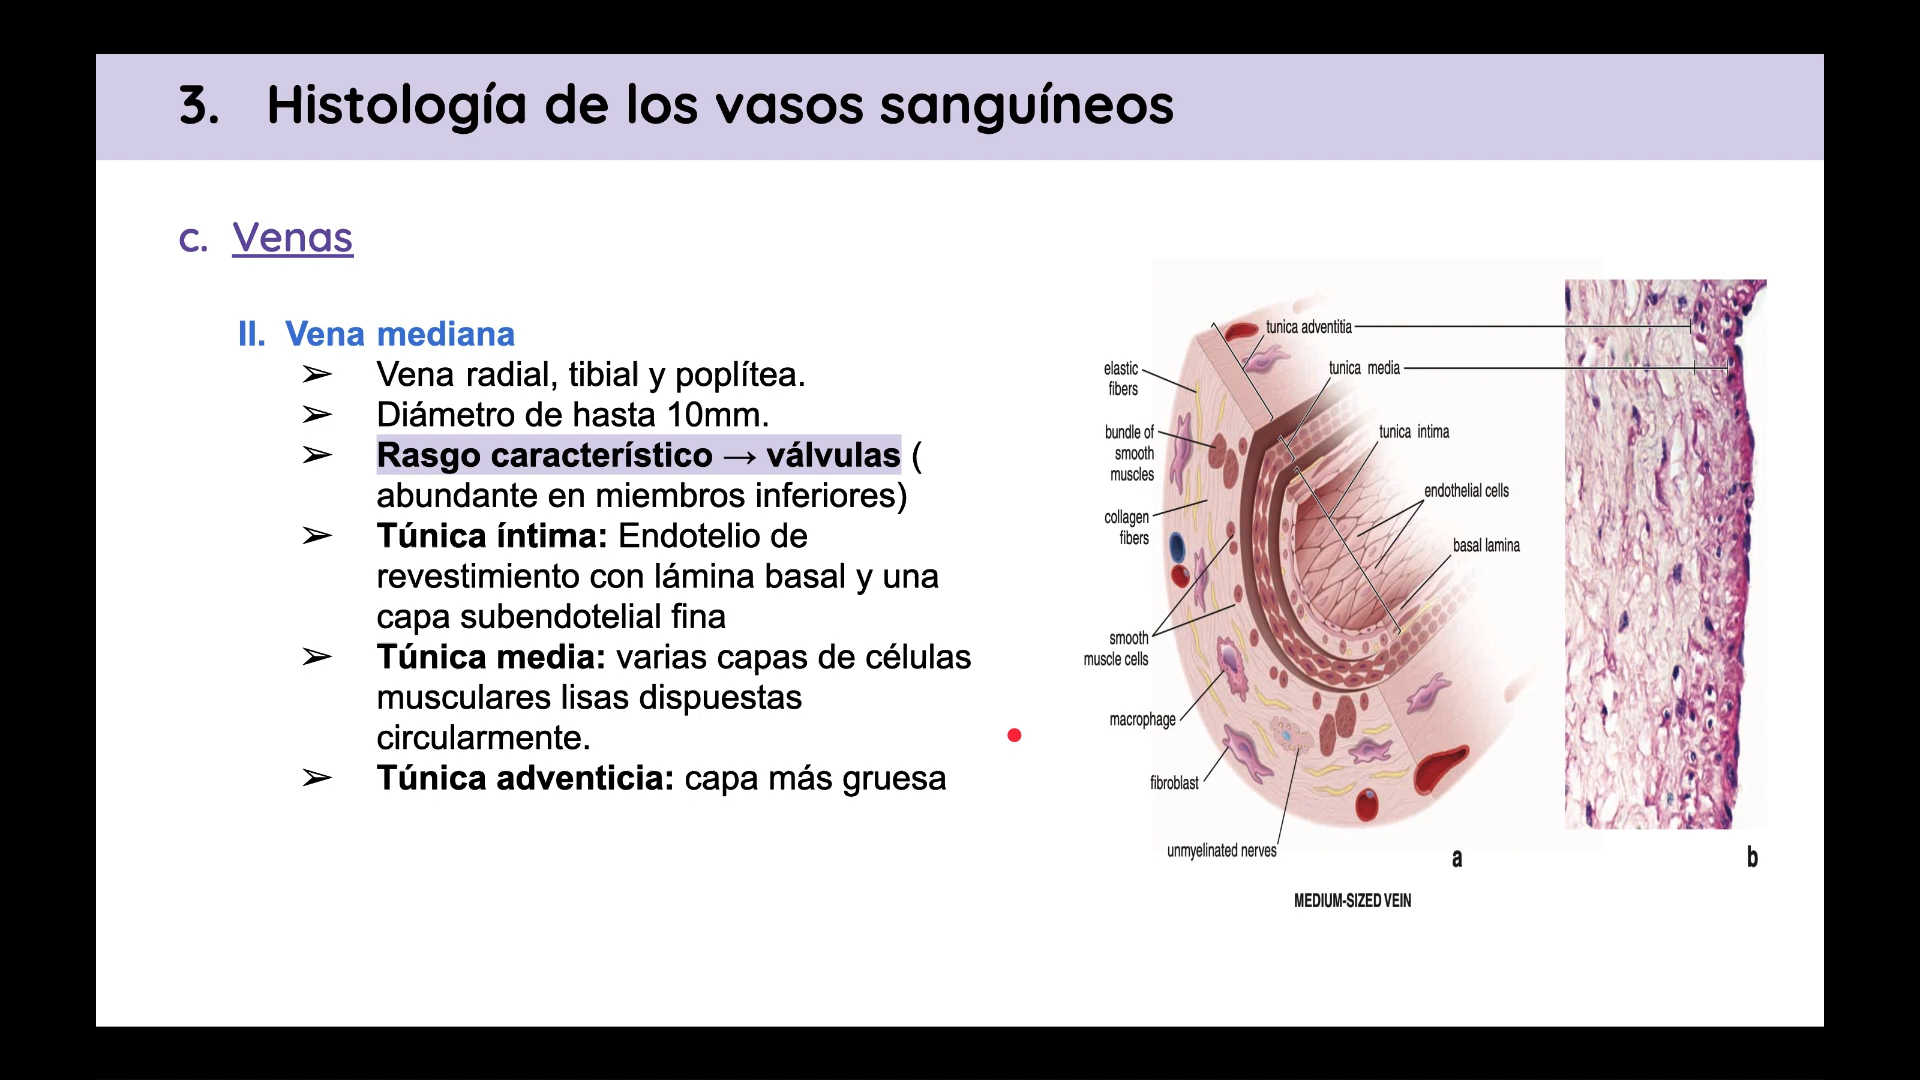 3. Histología de los vasos sanguíneos
c. Venas
II. Vena mediana
➢ Vena radial, tibial y poplítea.
➢ Diámetro de hasta 10mm.
➢ Rasgo característico → válvulas (
abundante en miembros inferiores)
➢ Túnica íntima: Endotelio de
revestimiento con lámina basal y una
capa subendotelial fina
➢ Túnica media: varias capas de células
musculares lisas dispuestas
circularmente.
➢ Túnica adventicia: capa más gruesa
tunica adventitia
tunica media
elastic
fibers
tunica intima
bundle of
smooth
muscles
endothelial cells
collagen
fibers
basal lamina
smooth
muscle cells
macrophage
fibroblast
unmyelinated nerves
a
b
MEDIUM-SIZED VEIN